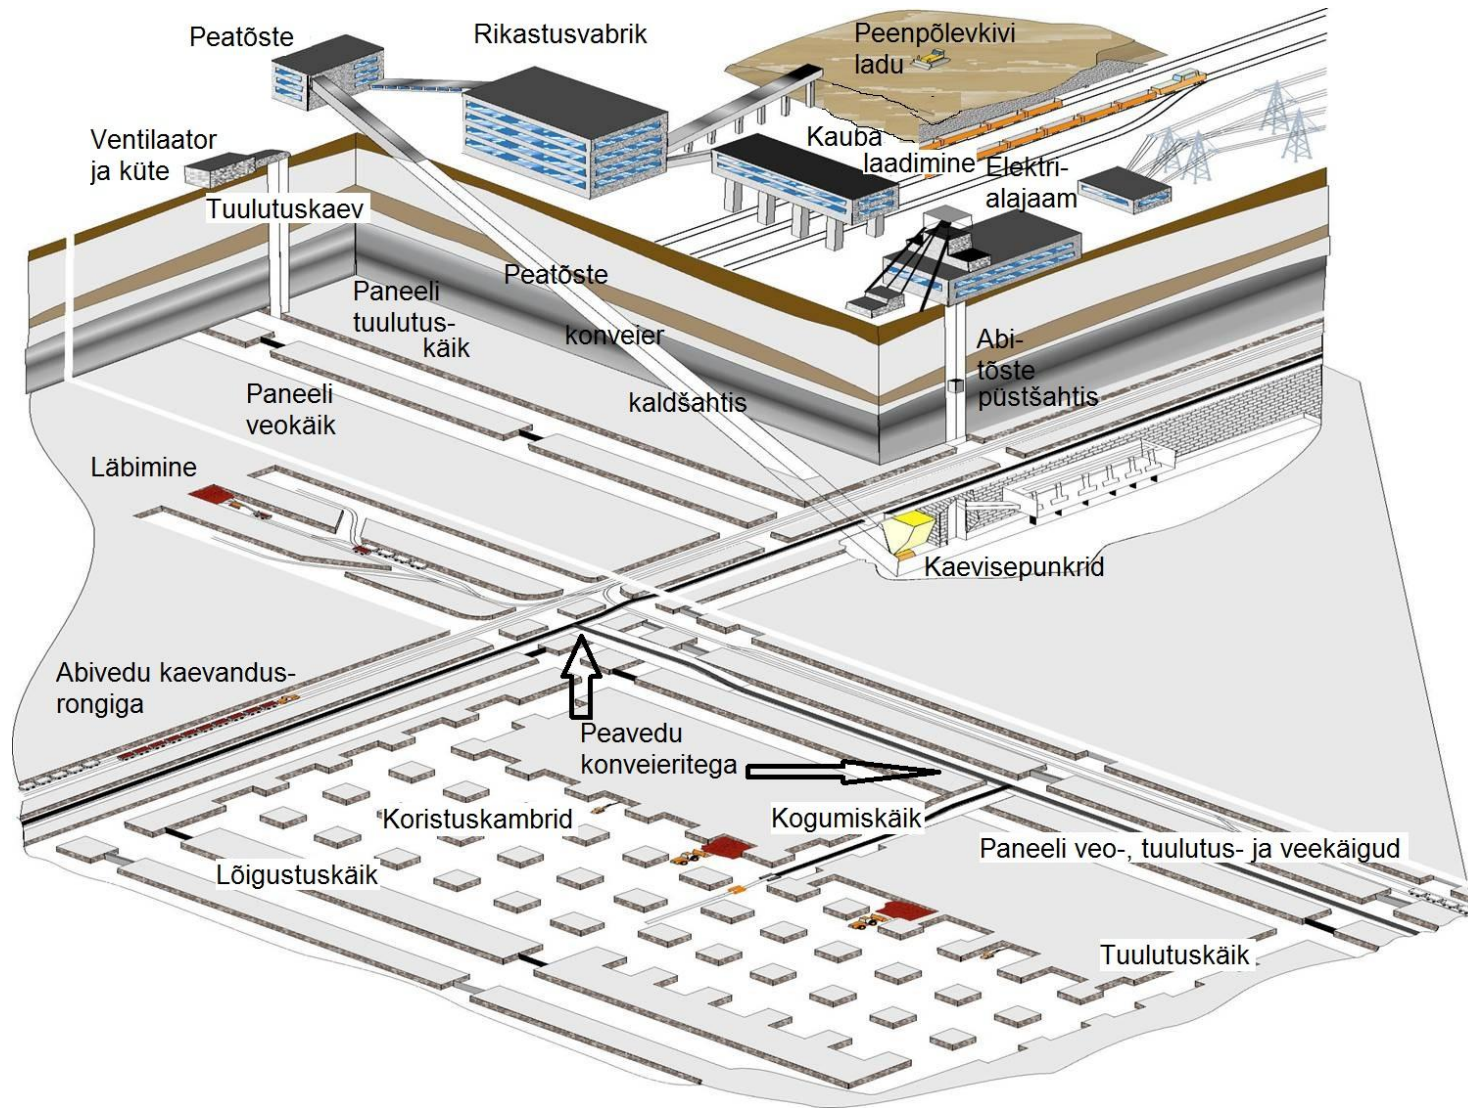 Peatõste
Rikastusvabrik
Peenpõlevkivi
ladu
Ventilaator
ja küte
Kauba
laadimine
Elektri-
alajaam
Tuulutuskaev
Peatõste
konveier
kaldšahtis
Paneeli
tuulutus-
käik
Abi-
tõste
püstšahtis
Paneeli
veokäik
Läbimine
Kaevisepunkrid
Abivedu kaevandus-
rongiga
Peavedu
konveieritega
Koristuskambrid
Kogumiskäik
Paneeli veo-, tuulutus- ja veekäigud
Lõigustuskäik
Tuulutuskäik